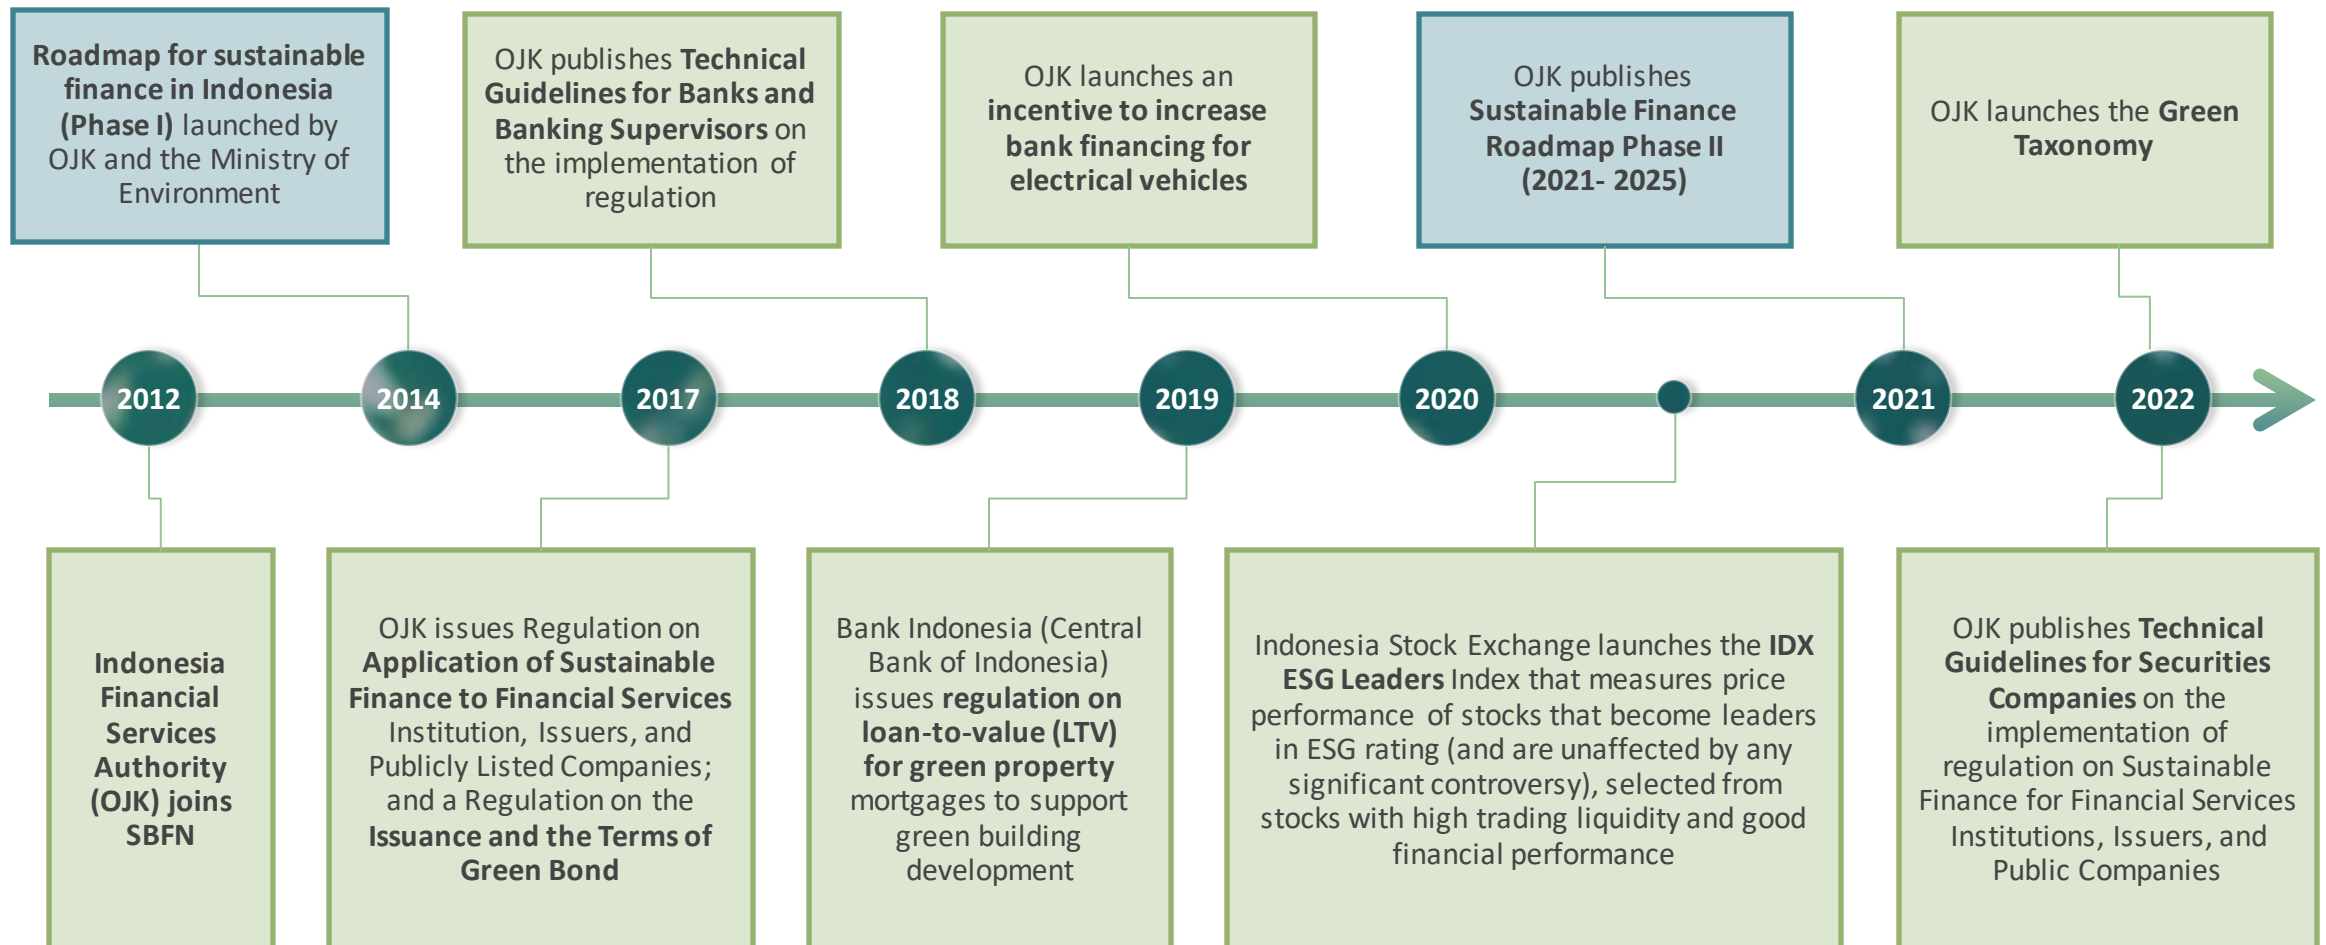 Roadmap for sustainable
finance in Indonesia
(Phase I) launched by
OJK and the Ministry of
Environment
OJK publishes Technical
Guidelines for Banks and
Banking Supervisors on
the implementation of
regulation
OJK launches an
incentive to increase
bank financing for
electrical vehicles
OJK publishes
Sustainable Finance
Roadmap Phase II
(2021- 2025)
OJK launches the Green
Taxonomy
2012
2014
2017
2018
2019
2020
2021
2022
Indonesia
Financial
Services
Authority
(OJK) joins
SBFN
OJK issues Regulation on
Application of Sustainable
Finance to Financial Services
Institution, Issuers, and
Publicly Listed Companies;
and a Regulation on the
Issuance and the Terms of
Green Bond
Bank Indonesia (Central
Bank of Indonesia)
issues regulation on
loan-to-value (LTV)
for green property
mortgages to support
green building
development
Indonesia Stock Exchange launches the IDX
ESG Leaders Index that measures price
performance of stocks that become leaders
in ESG rating (and are unaffected by any
significant controversy), selected from
stocks with high trading liquidity and good
financial performance
OJK publishes Technical
Guidelines for Securities
Companies on the
implementation of
regulation on Sustainable
Finance for Financial Services
Institutions, Issuers, and
Public Companies